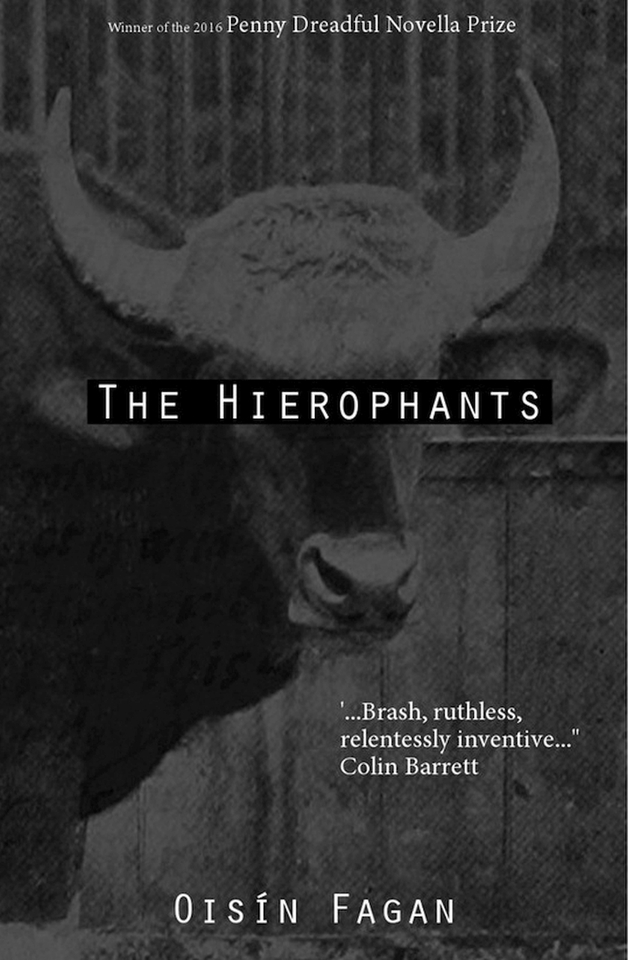 Winner of the 2016 Penny Dreadful Novella Prize
The Hierophants
'...Brash, ruthless,
relentessly inventive..."
Colin Barrett
Oisín Fagan